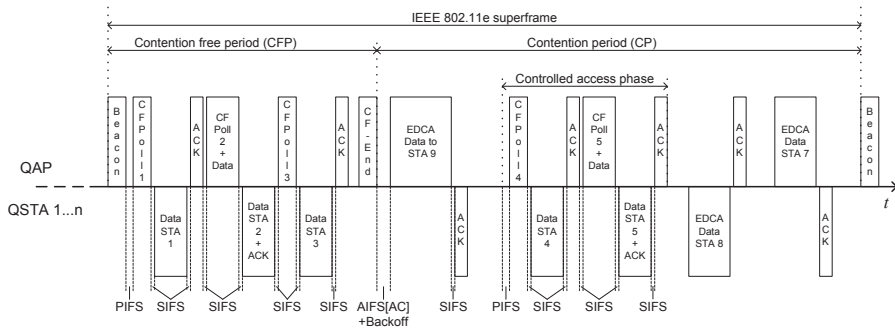 IEEE 802.11e superframe
Contention free period (CFP)
Contention period (CP)
Controlled access phase
Beacon
CF Poll 1
ACK
CF
Poll
2
+
Data
CF Poll 3
ACK
CF-End
EDCA
Data to
STA 9
CF Poll 4
ACK
CF
Poll
5
+
Data
ACK
ACK
EDCA
Data
STA 7
Beacon
QAP
t
QSTA 1...n
Data
STA
1
Data
STA
2
+
ACK
Data
STA
3
ACK
Data
STA
4
Data
STA
5
+
ACK
EDCA
Data
STA 8
ACK
PIFS
SIFS
SIFS
SIFS
SIFS
AIFS[AC]
+Backoff
SIFS
PIFS
SIFS
SIFS
SIFS